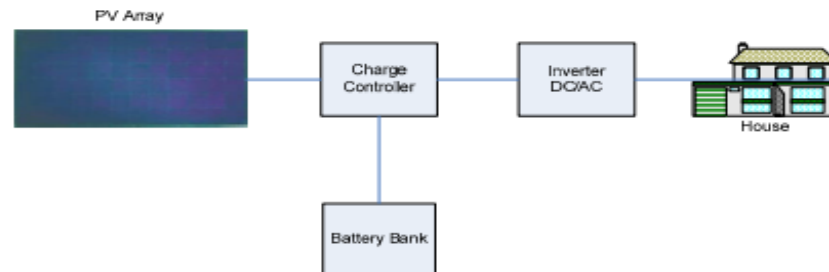 PV Array
Charge
Controller
Inverter
DC/AC
House
Battery Bank